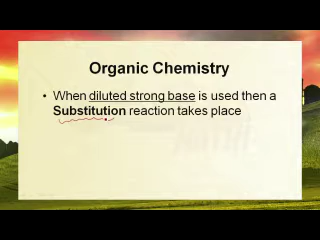 Organic Chemistry
• When diluted strong base is used then a
Substitution reaction takes place